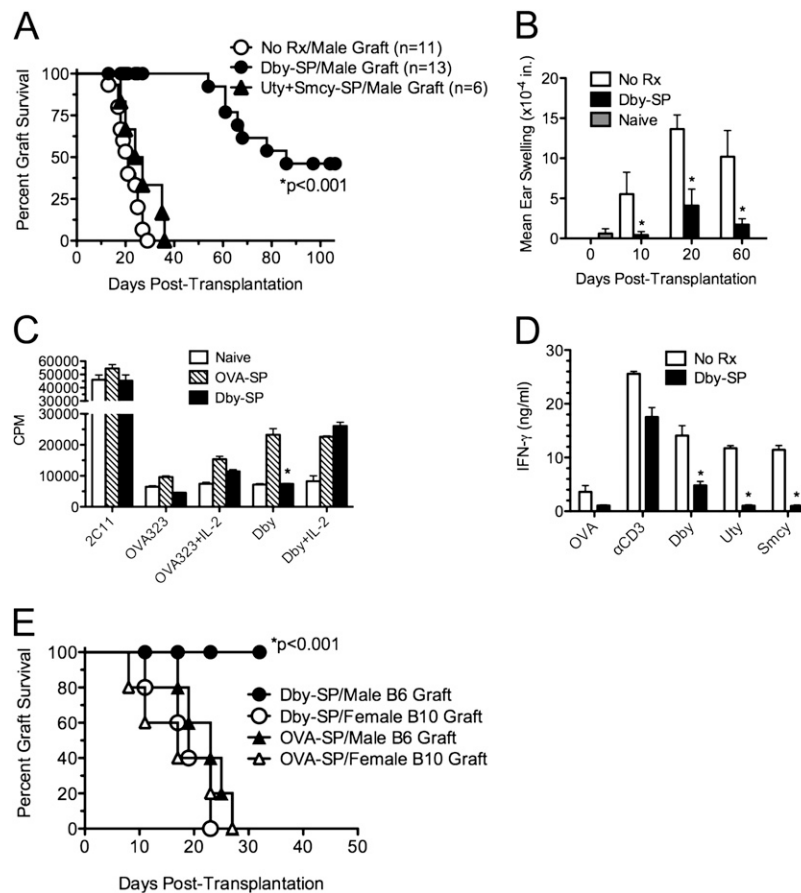 A
No Rx/Male Graft (n=11)
Dby-SP/Male Graft (n=13)
Uty+Smcy-SP/Male Graft (n=6)
Percent Graft Survival
100
75
50
25
0
*p<0.001
0 20 40 60 80 100
Days Post-Transplantation
B
No Rx
Dby-SP
Naive
Mean Ear Swelling (x10-4 in.)
20
15
10
5
0
* * *
0 10 20 60
Days Post-Transplantation
C
Naive
OVA-SP
Dby-SP
CPM
60000
50000
40000
30000
30000
20000
10000
0
*
2C11 OVA323 OVA323+IL-2 Dby Dby+IL-2
D
No Rx
Dby-SP
IFN-γ (ng/ml)
30
20
10
0
* * *
OVA αCD3 Dby Uty Smcy
E
*p<0.001
Percent Graft Survival
100
80
60
40
20
0
Dby-SP/Male B6 Graft
Dby-SP/Female B10 Graft
OVA-SP/Male B6 Graft
OVA-SP/Female B10 Graft
10 20 30 40 50
Days Post-Transplantation